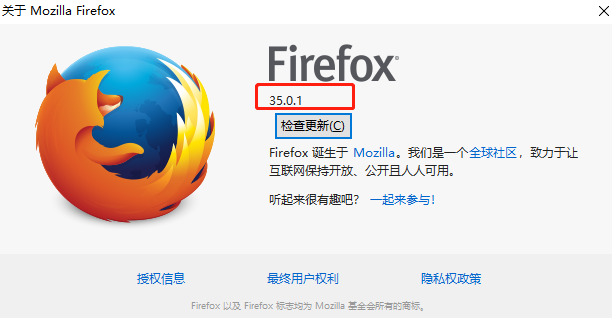 关于 Mozilla Firefox
Firefox®
35.0.1
检查更新(C)
Firefox 诞生于 Mozilla。我们是一个全球社区，致力于让
互联网保持开放、公开且人人可用。
听起来很有趣吧？ 一起来参与!
授权信息 最终用户权利 隐私权政策
Firefox 以及 Firefox 标志均为 Mozilla 基金会所有的商标。